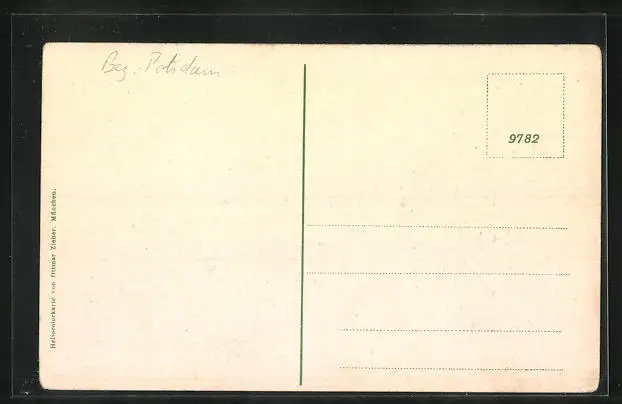 Bez. Potsdam
9782
Heliocolorkarte von Ottmar Zieher, München.